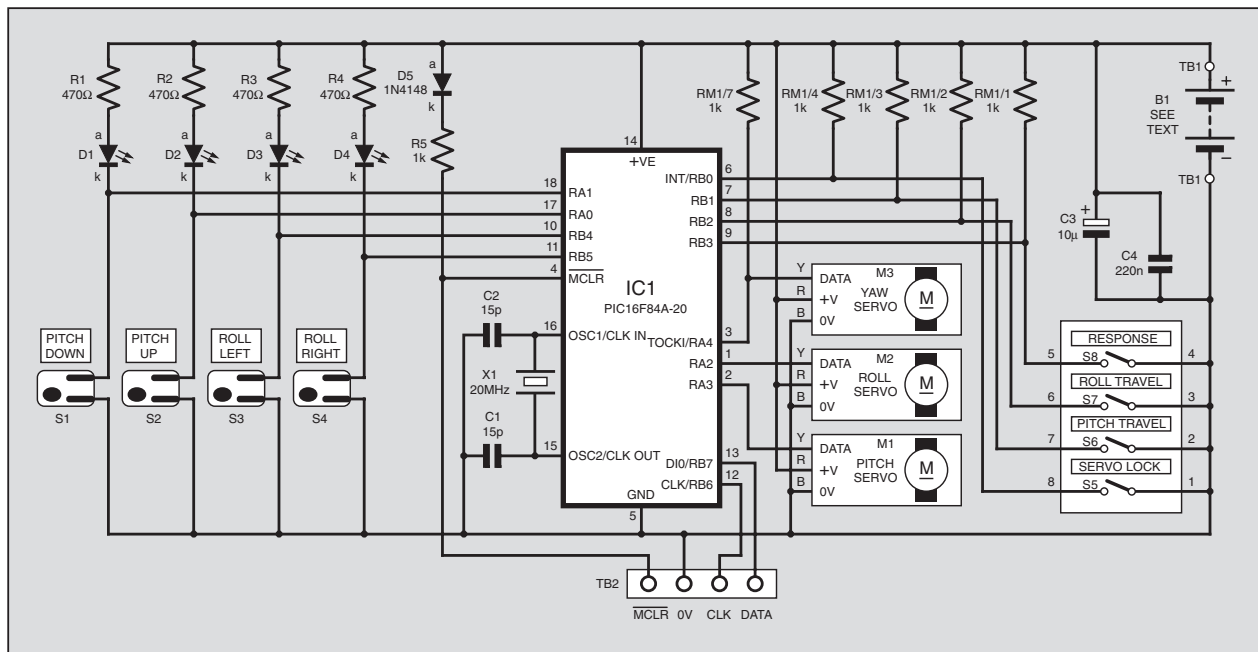 R1
470Ω
R2
470Ω
R3
470Ω
R4
470Ω
a
D5
1N4148
k
R5
1k
a
D1
k
a
D2
k
a
D3
k
a
D4
k
RM1/7
1k
RM1/4
1k
RM1/3
1k
RM1/2
1k
RM1/1
1k
TB1
+
B1
SEE
TEXT
−
TB1
+
C3
10µ
C4
220n
14
+VE
18 RA1
17 RA0
10 RB4
11 RB5
4 MCLR
IC1
PIC16F84A-20
16 OSC1/CLK IN
15 OSC2/CLK OUT
GND
5
INT/RB0 6
RB1 7
RB2 8
RB3 9
TOCKI/RA4 3
RA2 1
RA3 2
DI0/RB7 13
CLK/RB6 12
C2
15p
X1
20MHz
C1
15p
PITCH
DOWN
S1
PITCH
UP
S2
ROLL
LEFT
S3
ROLL
RIGHT
S4
Y DATA
R +V
B 0V
M3
YAW
SERVO
M
Y DATA
R +V
B 0V
M2
ROLL
SERVO
M
Y DATA
R +V
B 0V
M1
PITCH
SERVO
M
RESPONSE
5 S8 4
ROLL TRAVEL
6 S7 3
PITCH TRAVEL
7 S6 2
SERVO LOCK
8 S5 1
TB2
MCLR 0V CLK DATA